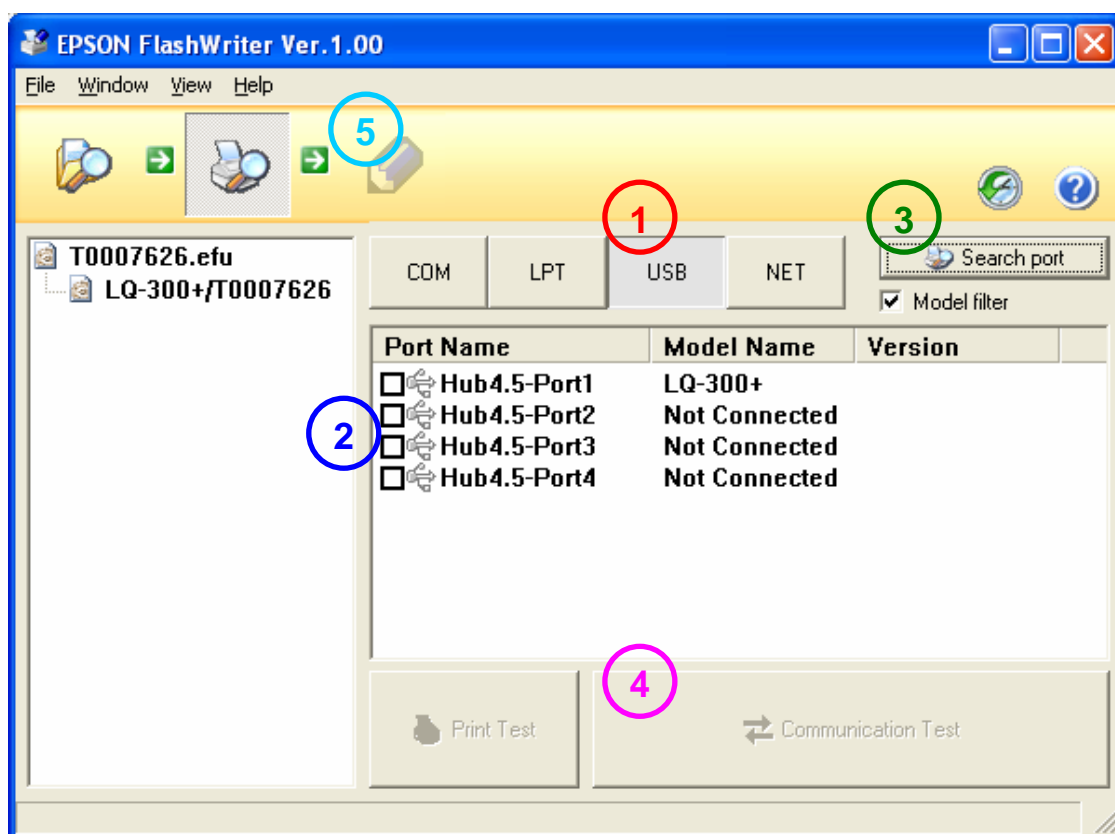 EPSON FlashWriter Ver.1.00
File Window View Help
5
1
3
T0007626.efu
LQ-300+/T0007626
COM LPT USB NET
Search port
Model filter
Port Name Model Name Version
Hub4.5-Port1 LQ-300+
Hub4.5-Port2 Not Connected
2
Hub4.5-Port3 Not Connected
Hub4.5-Port4 Not Connected
4
Print Test Communication Test